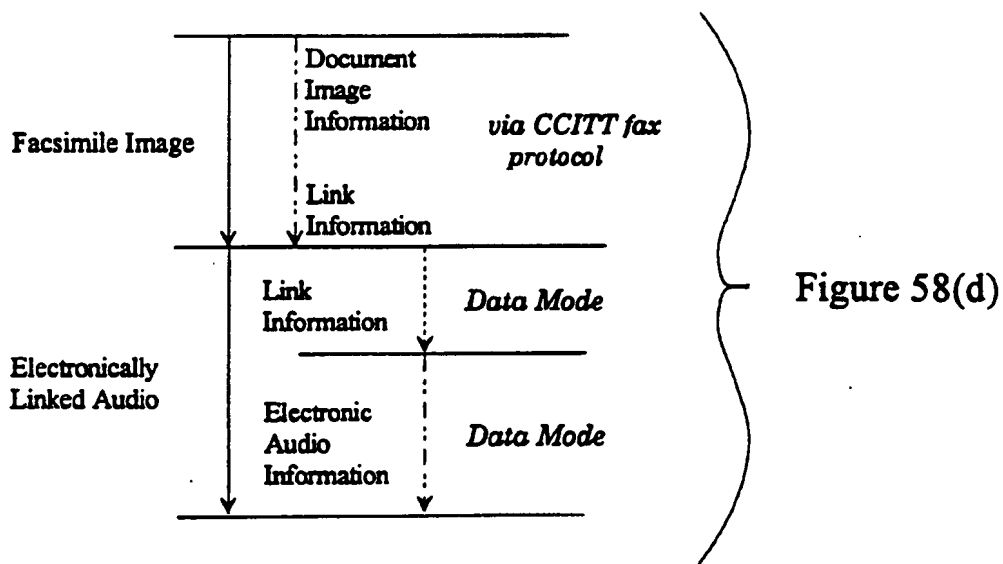 Document
Image
Information
Facsimile Image
via CCITT fax
protocol
Link
Information
Link
Information
Data Mode
Figure 58(d)
Electronically
Linked Audio
Electronic
Audio
Information
Data Mode